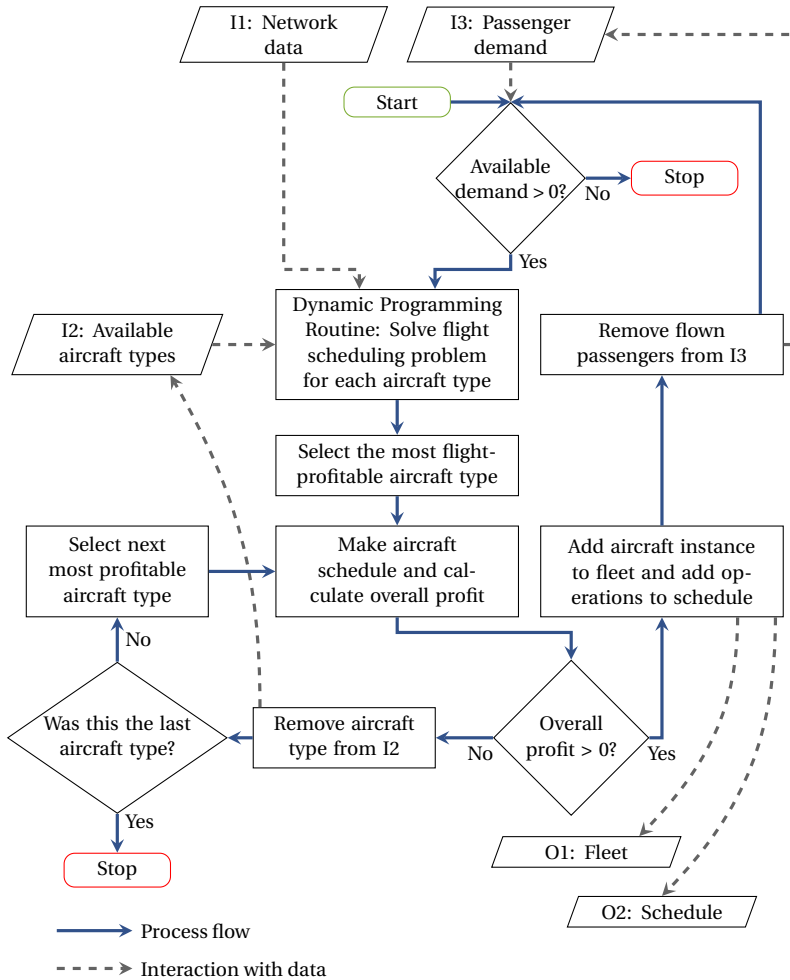 I1: Network
data
I3: Passenger
demand
Start
Available
demand > 0?
No
Stop
Yes
Dynamic Programming
Routine: Solve flight
scheduling problem
for each aircraft type
I2: Available
aircraft types
Remove flown
passengers from I3
Select the most flight-
profitable aircraft type
Select next
most profitable
aircraft type
Make aircraft
schedule and cal-
culate overall profit
Add aircraft instance
to fleet and add op-
erations to schedule
No
Was this the last
aircraft type?
Remove aircraft
type from I2
No
Overall
profit > 0?
Yes
Yes
Stop
O1: Fleet
O2: Schedule
Process flow
Interaction with data